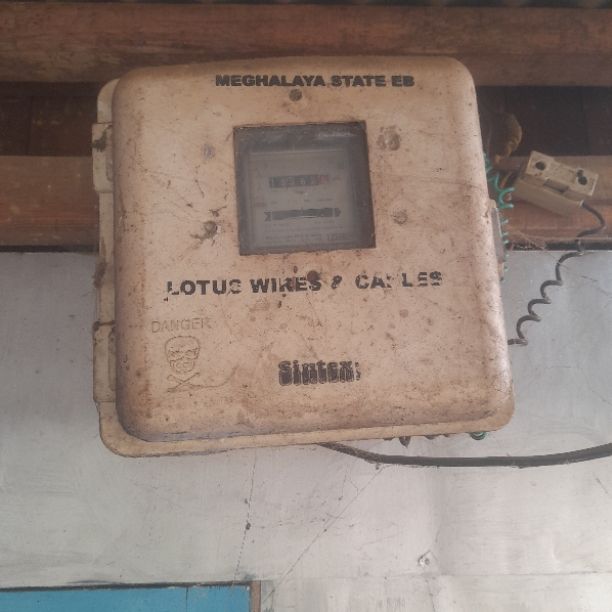 MEGHALAYA STATE EB
LOTUS WIRES & CABLES
DANGER
Sintex